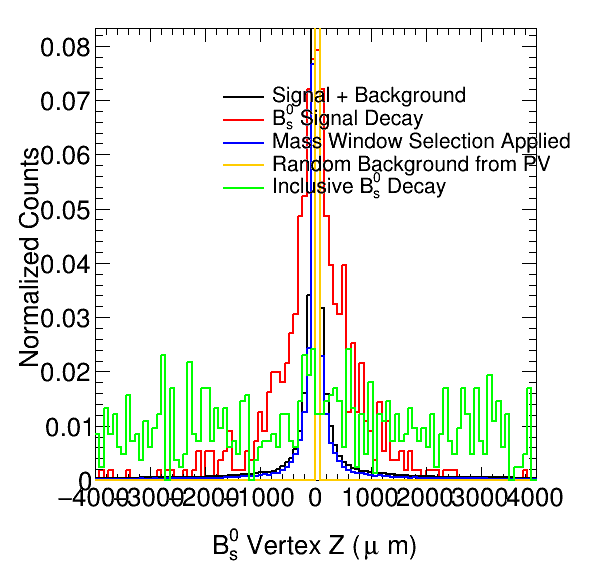 0.08
0.07
0.06
0.05
0.04
0.03
0.02
0.01
0
Normalized Counts
Signal + Background
B⁰ₛ Signal Decay
Mass Window Selection Applied
Random Background from PV
Inclusive B⁰ₛ Decay
−4000 −3000 −2000 −1000 0 1000 2000 3000 4000
B⁰ₛ Vertex Z (μ m)